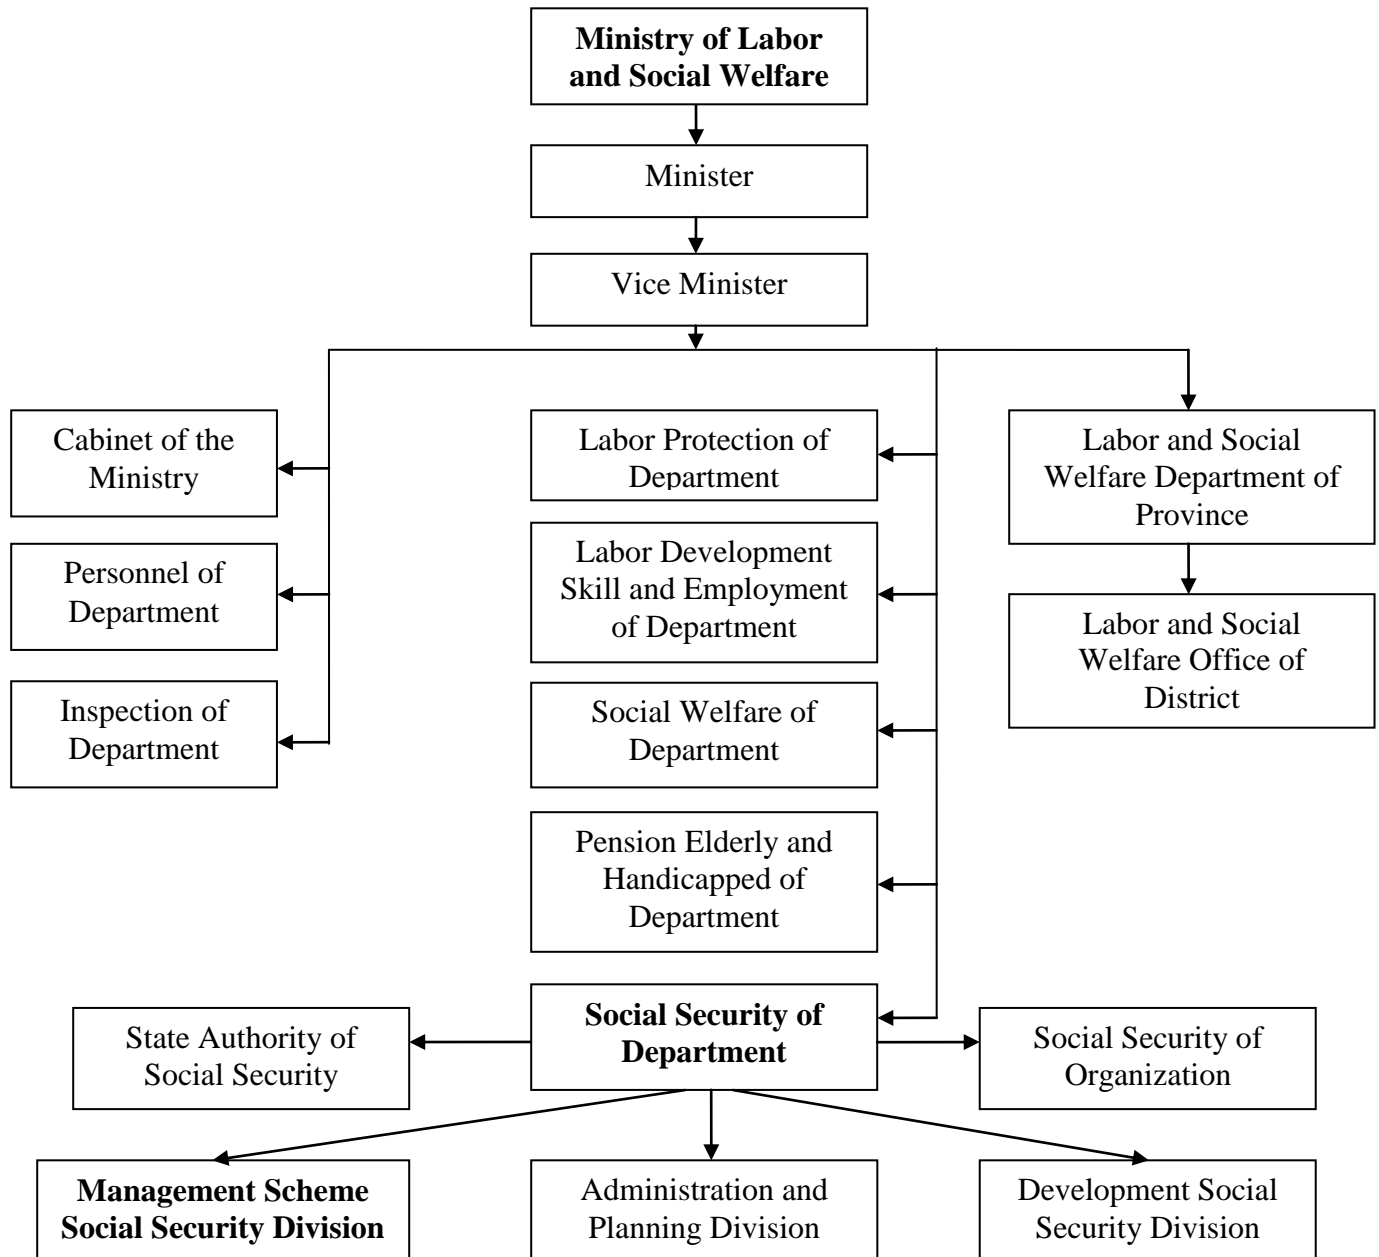 Ministry of Labor
and Social Welfare
Minister
Vice Minister
Cabinet of the
Ministry
Labor Protection of
Department
Labor and Social
Welfare Department of
Province
Personnel of
Department
Labor Development
Skill and Employment
of Department
Labor and Social
Welfare Office of
District
Inspection of
Department
Social Welfare of
Department
Pension Elderly and
Handicapped of
Department
State Authority of
Social Security
Social Security of
Department
Social Security of
Organization
Management Scheme
Social Security Division
Administration and
Planning Division
Development Social
Security Division